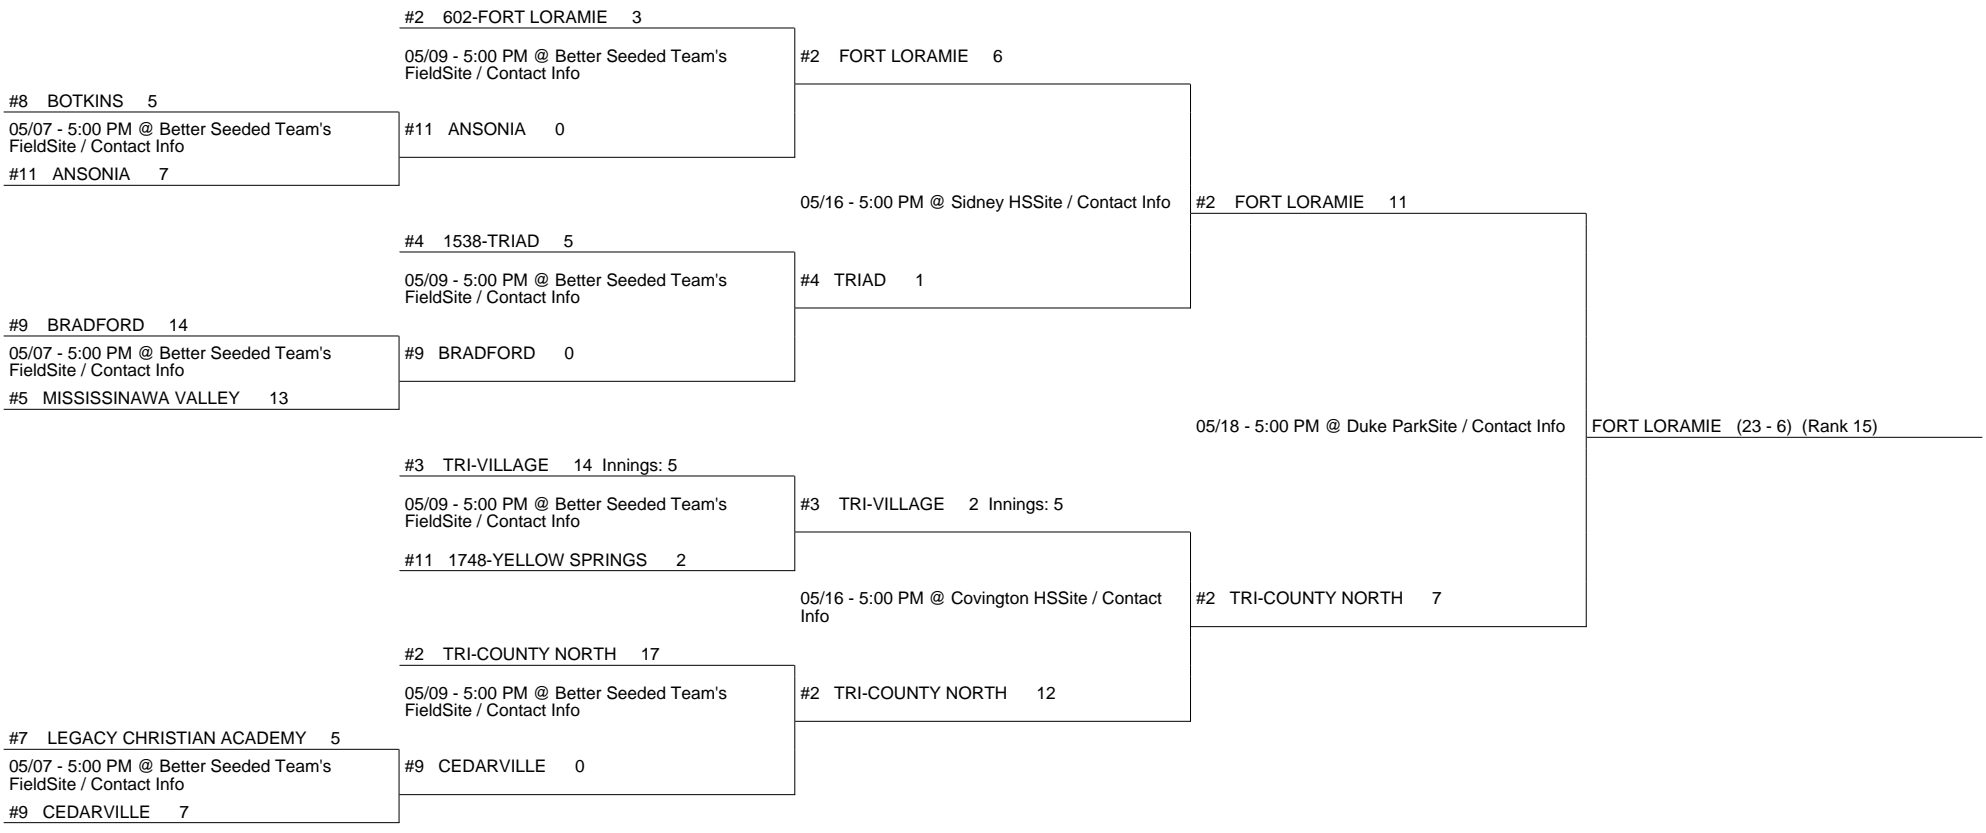 #2 602-FORT LORAMIE 3
05/09 - 5:00 PM @ Better Seeded Team's
FieldSite / Contact Info
#2 FORT LORAMIE 6
#8 BOTKINS 5
05/07 - 5:00 PM @ Better Seeded Team's
FieldSite / Contact Info
#11 ANSONIA 7
#11 ANSONIA 0
05/16 - 5:00 PM @ Sidney HSSite / Contact Info
#2 FORT LORAMIE 11
#4 1538-TRIAD 5
05/09 - 5:00 PM @ Better Seeded Team's
FieldSite / Contact Info
#4 TRIAD 1
#9 BRADFORD 14
05/07 - 5:00 PM @ Better Seeded Team's
FieldSite / Contact Info
#5 MISSISSINAWA VALLEY 13
#9 BRADFORD 0
05/18 - 5:00 PM @ Duke ParkSite / Contact Info
FORT LORAMIE (23 - 6) (Rank 15)
#3 TRI-VILLAGE 14 Innings: 5
05/09 - 5:00 PM @ Better Seeded Team's
FieldSite / Contact Info
#11 1748-YELLOW SPRINGS 2
#3 TRI-VILLAGE 2 Innings: 5
05/16 - 5:00 PM @ Covington HSSite / Contact
Info
#2 TRI-COUNTY NORTH 7
#2 TRI-COUNTY NORTH 17
05/09 - 5:00 PM @ Better Seeded Team's
FieldSite / Contact Info
#2 TRI-COUNTY NORTH 12
#7 LEGACY CHRISTIAN ACADEMY 5
05/07 - 5:00 PM @ Better Seeded Team's
FieldSite / Contact Info
#9 CEDARVILLE 7
#9 CEDARVILLE 0